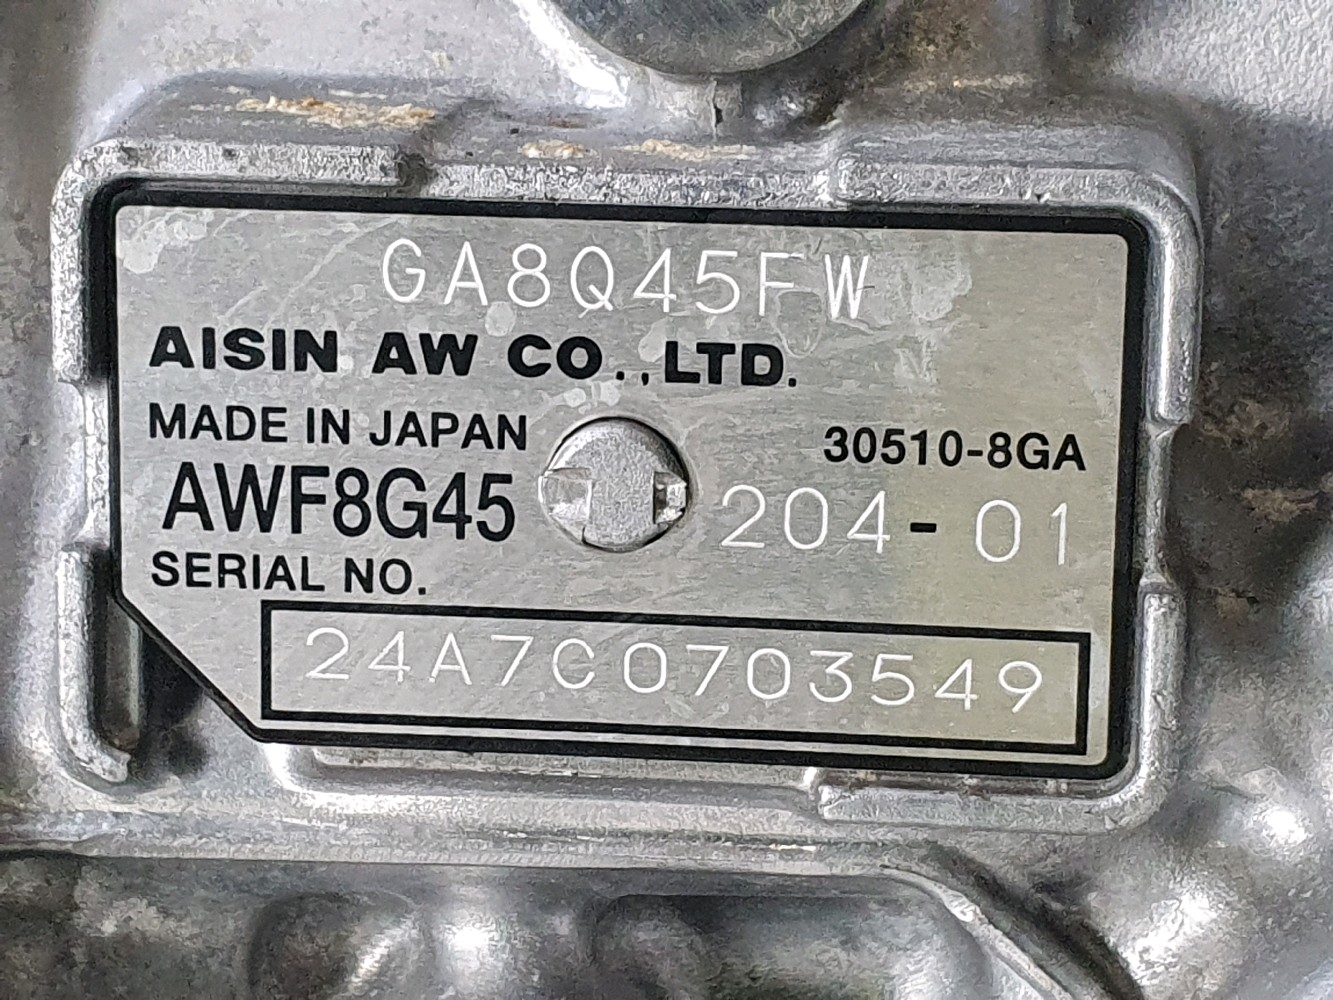 GA8Q45FW
AISIN AW CO.,LTD.
MADE IN JAPAN
30510-8GA
AWF8G45
204-01
SERIAL NO.
24A7C0703549